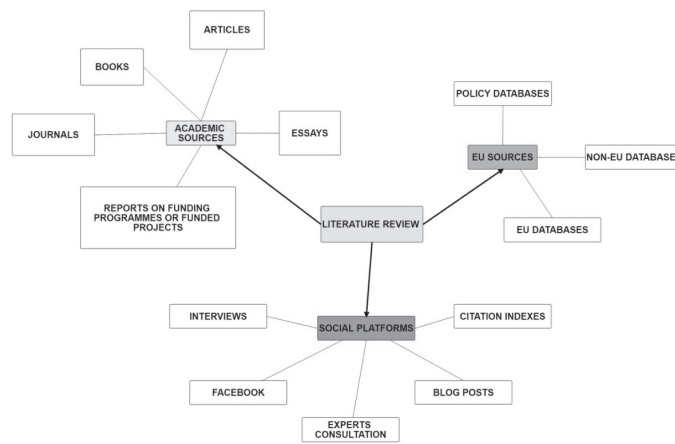 ARTICLES
BOOKS
JOURNALS
ACADEMIC
SOURCES
ESSAYS
REPORTS ON FUNDING
PROGRAMMES OR FUNDED
PROJECTS
POLICY DATABASES
EU SOURCES
NON-EU DATABASE
EU DATABASES
LITERATURE REVIEW
INTERVIEWS
SOCIAL PLATFORMS
CITATION INDEXES
FACEBOOK
EXPERTS
CONSULTATION
BLOG POSTS